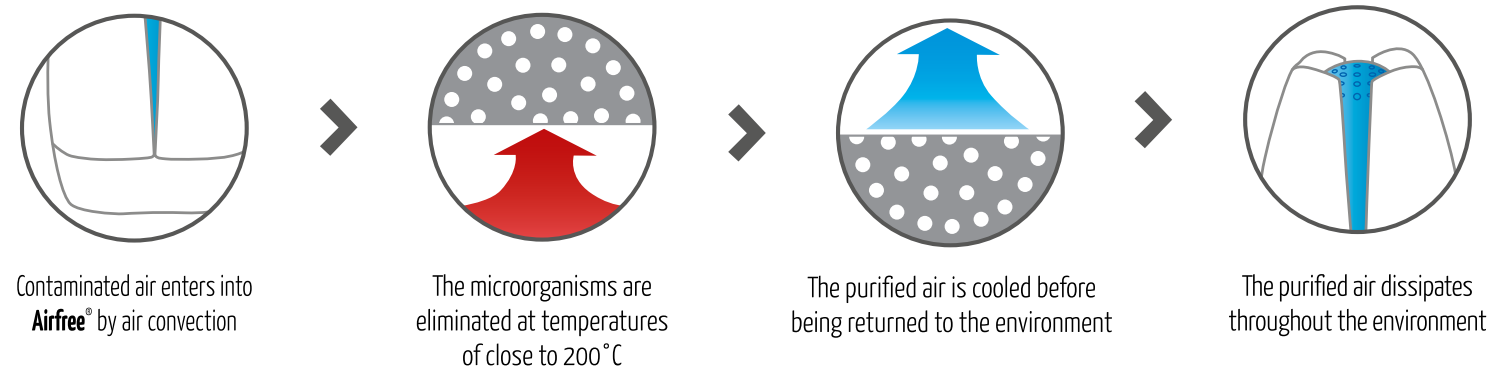 Contaminated air enters into
Airfree® by air convection
The microorganisms are
eliminated at temperatures
of close to 200˚C
The purified air is cooled before
being returned to the environment
The purified air dissipates
throughout the environment